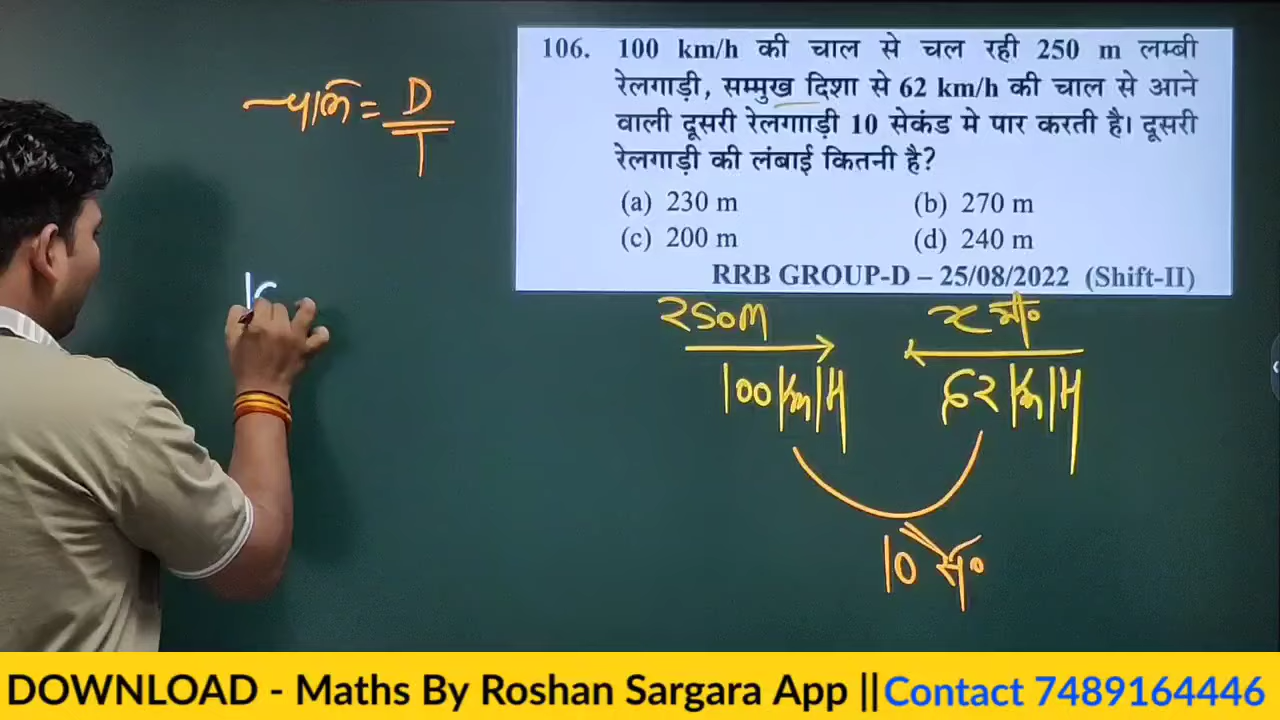 106. 100 km/h की चाल से चल रही 250 m लम्बी
रेलगाड़ी, सम्मुख दिशा से 62 km/h की चाल से आने
वाली दूसरी रेलगााड़ी 10 सेकंड मे पार करती है। दूसरी
रेलगाड़ी की लंबाई कितनी है?
(a) 230 m (b) 270 m
(c) 200 m (d) 240 m
RRB GROUP-D – 25/08/2022 (Shift-II)
चाल = D
T
250M x मी०
100 Km/H 62 Km/H
10 से०
DOWNLOAD - Maths By Roshan Sargara App || Contact 7489164446